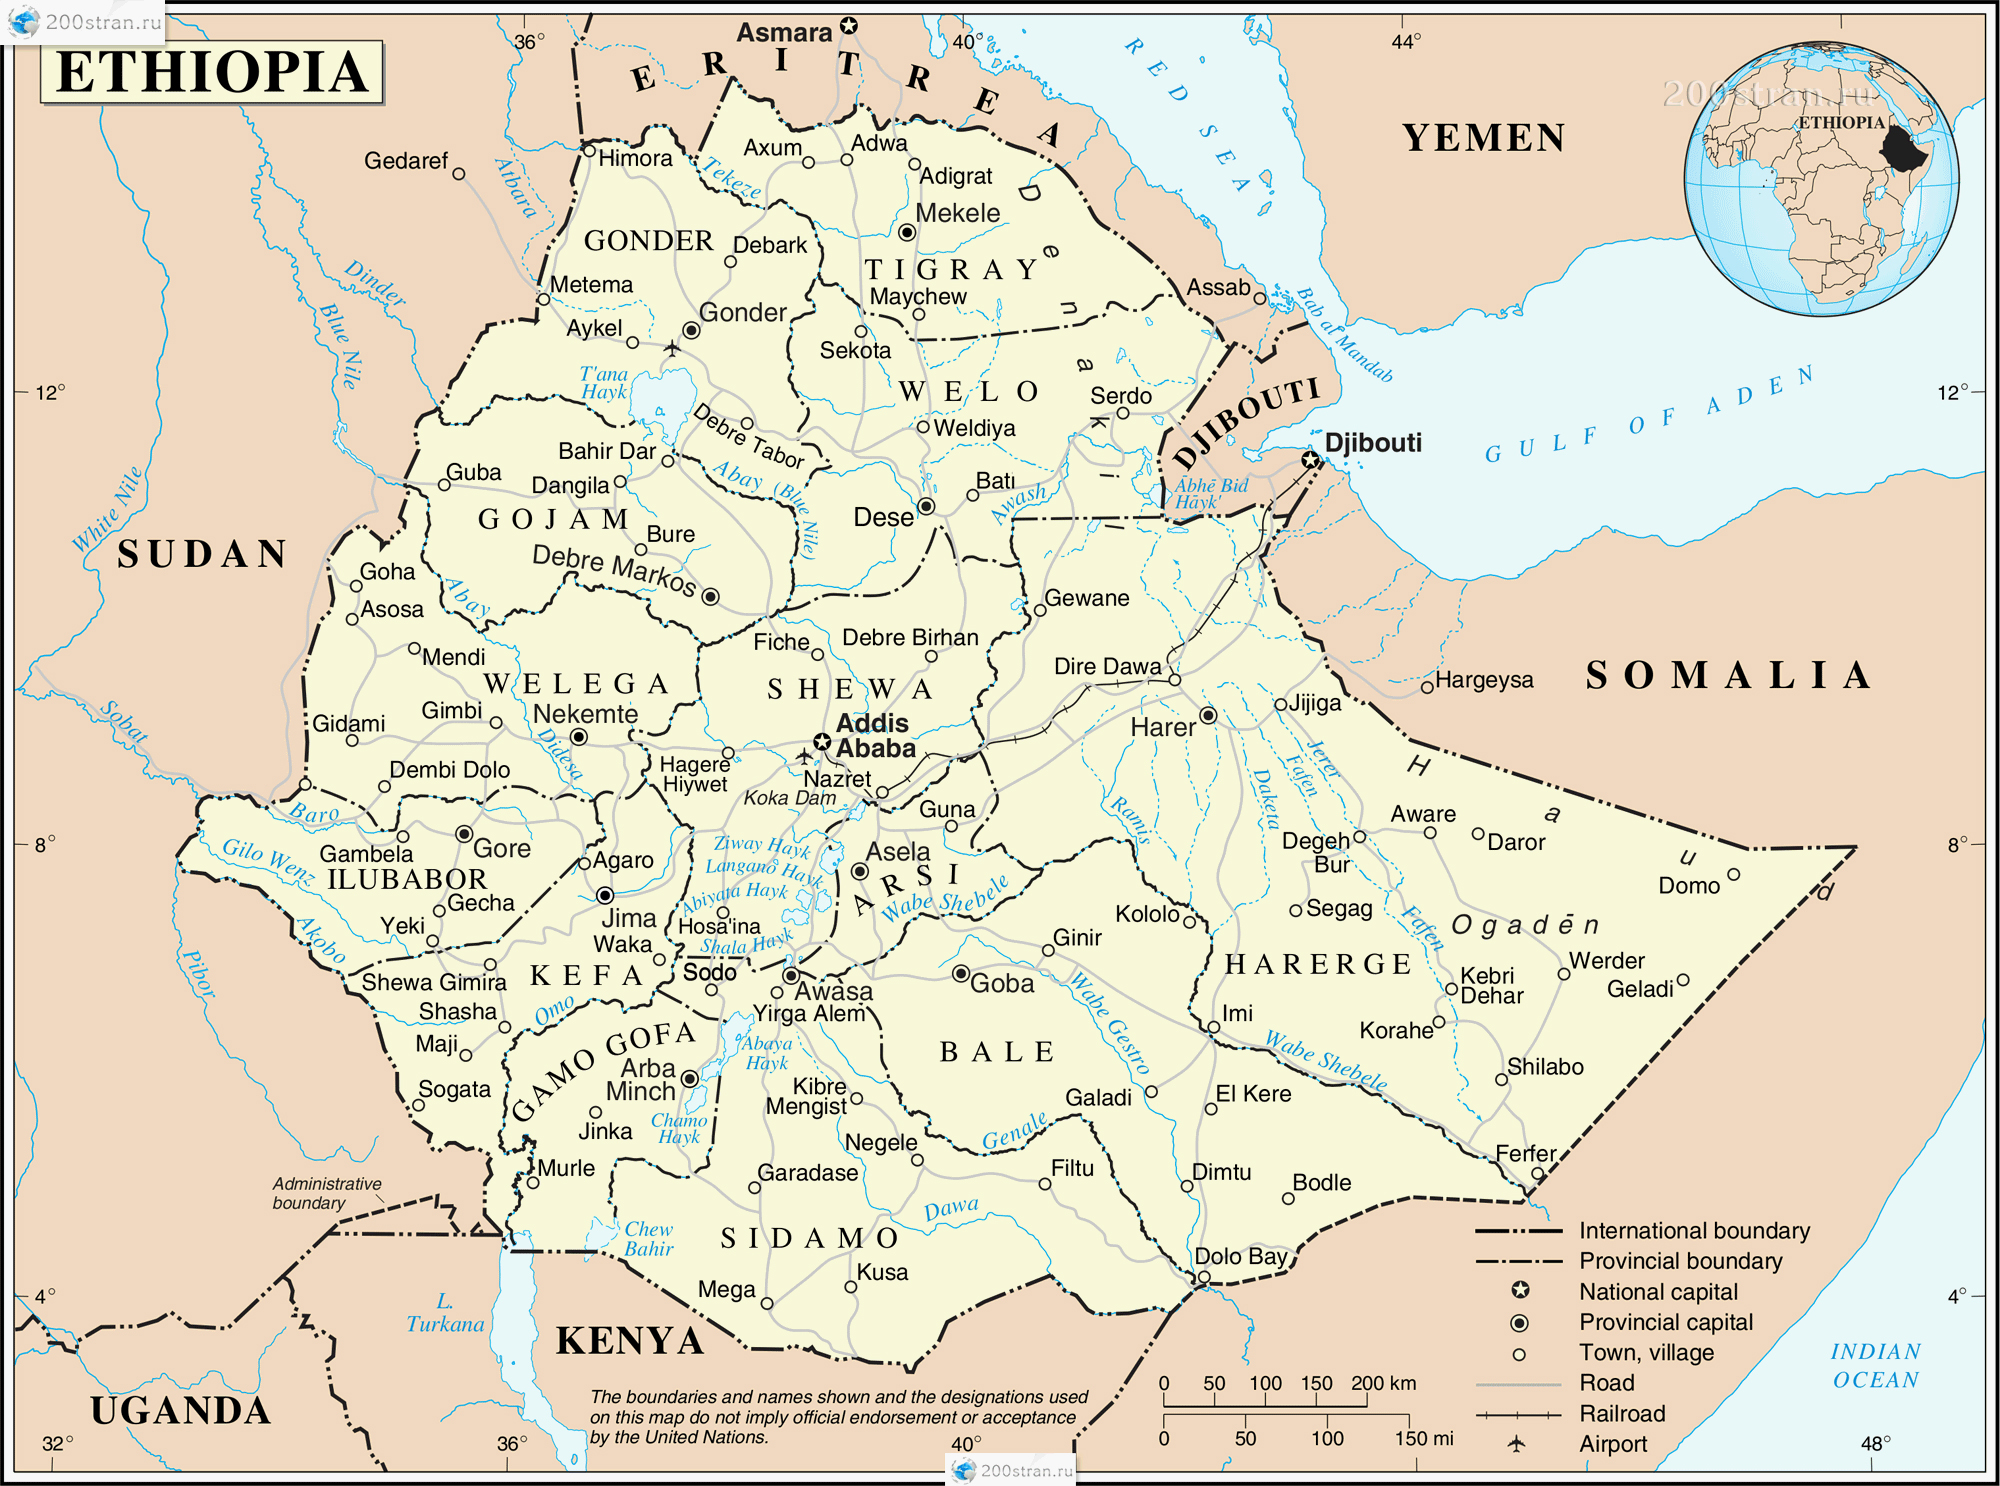 200stran.ru
ETHIOPIA
36°
40°
44°
Asmara
ERITREA
RED SEA
YEMEN
200stran.ru
ETHIOPIA
Gedaref
Atbara
Himora
Axum
Adwa
Adigrat
Tekeze
Mekele
Denakil
GONDER
Debark
TIGRAY
Dinder
Metema
Maychew
Assab
Bab al Mandab
Blue Nile
Aykel
Gonder
Sekota
T'ana
Hayk
WELO
Serdo
DJIBOUTI
12°
12°
GULF OF ADEN
Debre Tabor
Weldiya
Djibouti
Bahir Dar
Guba
Dangila
Abay (Blue Nile)
Bati
Awash
Ābhē Bid
Hāyk'
White Nile
GOJAM
Dese
Bure
SUDAN
Debre Markos
Goha
Abay
Asosa
Gewane
Fiche
Debre Birhan
Mendi
Dire Dawa
Hargeysa
SOMALIA
WELEGA
SHEWA
Sobat
Gimbi
Nekemte
Gidami
Addis
Ababa
Harer
Jijiga
Didesa
Hagere
Hiywet
Nazret
Koka Dam
Dembi Dolo
Jerer
Fafen
Daketa
Haud
Baro
Guna
Ramis
Aware
Gilo Wenz
Gambela
Gore
Agaro
Ziway Hayk
Langano Hayk
Asela
ARSI
Degeh
Bur
Daror
8°
8°
ILUBABOR
Abiyata Hayk
Wabe Shebele
Domo
Gecha
Jima
Hosa'ina
Kololo
Segag
Fafen
Ogadēn
Akobo
Yeki
Waka
Shala Hayk
Ginir
Pibor
Shewa Gimira
KEFA
Sodo
Awasa
Goba
HARERGE
Kebri
Dehar
Werder
Geladi
Shasha
Omo
Yirga Alem
Wabe Gestro
Imi
Korahe
Maji
GAMO GOFA
Abaya
Hayk
BALE
Wabe Shebele
Shilabo
Sogata
Arba
Minch
Kibre
Mengist
Galadi
El Kere
Jinka
Chamo
Hayk
Negele
Genale
Ferfer
Murle
Garadase
Filtu
Dimtu
Bodle
Administrative
boundary
Dawa
Chew
Bahir
SIDAMO
Dolo Bay
Mega
Kusa
4°
4°
L.
Turkana
KENYA
UGANDA
INDIAN
OCEAN
International boundary
Provincial boundary
National capital
Provincial capital
Town, village
Road
Railroad
Airport
0 50 100 150 200 km
0 50 100 150 mi
The boundaries and names shown and the designations used
on this map do not imply official endorsement or acceptance
by the United Nations.
32°
36°
40°
48°
200stran.ru